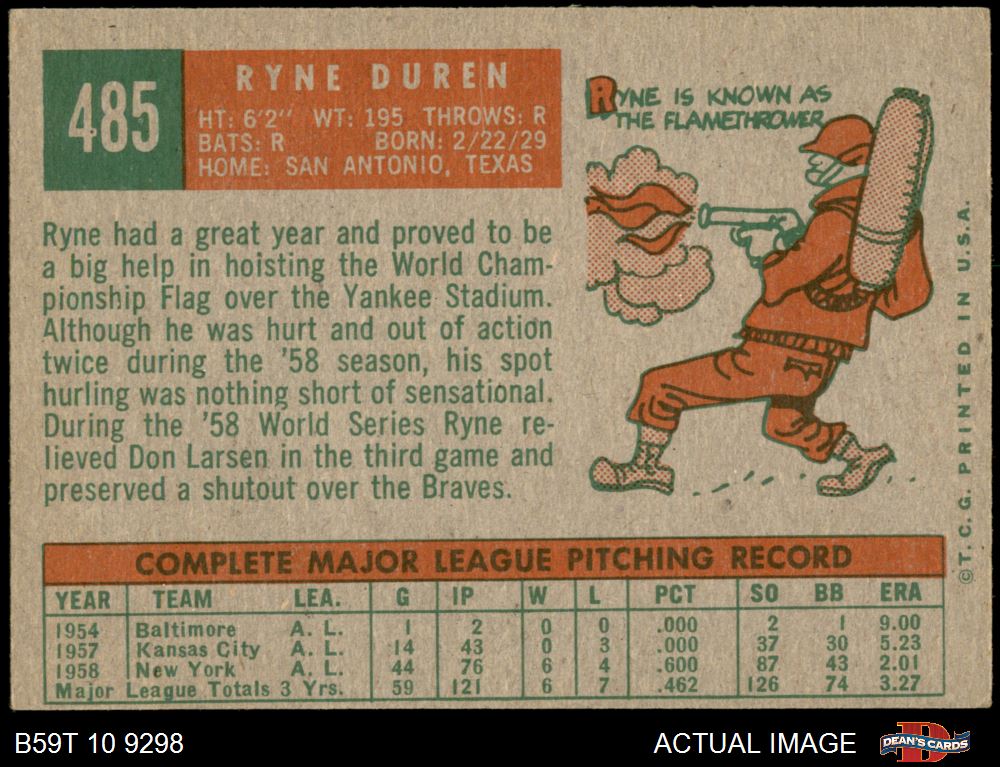 485
RYNE DUREN
HT: 6'2" WT: 195 THROWS: R
BATS: R BORN: 2/22/29
HOME: SAN ANTONIO, TEXAS
RYNE IS KNOWN AS
THE FLAMETHROWER
Ryne had a great year and proved to be
a big help in hoisting the World Cham-
pionship Flag over the Yankee Stadium.
Although he was hurt and out of action
twice during the '58 season, his spot
hurling was nothing short of sensational.
During the '58 World Series Ryne re-
lieved Don Larsen in the third game and
preserved a shutout over the Braves.
©T.C.G. PRINTED IN U.S.A.
COMPLETE MAJOR LEAGUE PITCHING RECORD
YEAR TEAM LEA. G IP W L PCT SO BB ERA
1954 Baltimore A. L. 1 2 0 0 .000 2 1 9.00
1957 Kansas City A. L. 14 43 0 3 .000 37 30 5.23
1958 New York A. L. 44 76 6 4 .600 87 43 2.01
Major League Totals 3 Yrs. 59 121 6 7 .462 126 74 3.27
B59T 10 9298
ACTUAL IMAGE
D
DEAN'S CARDS